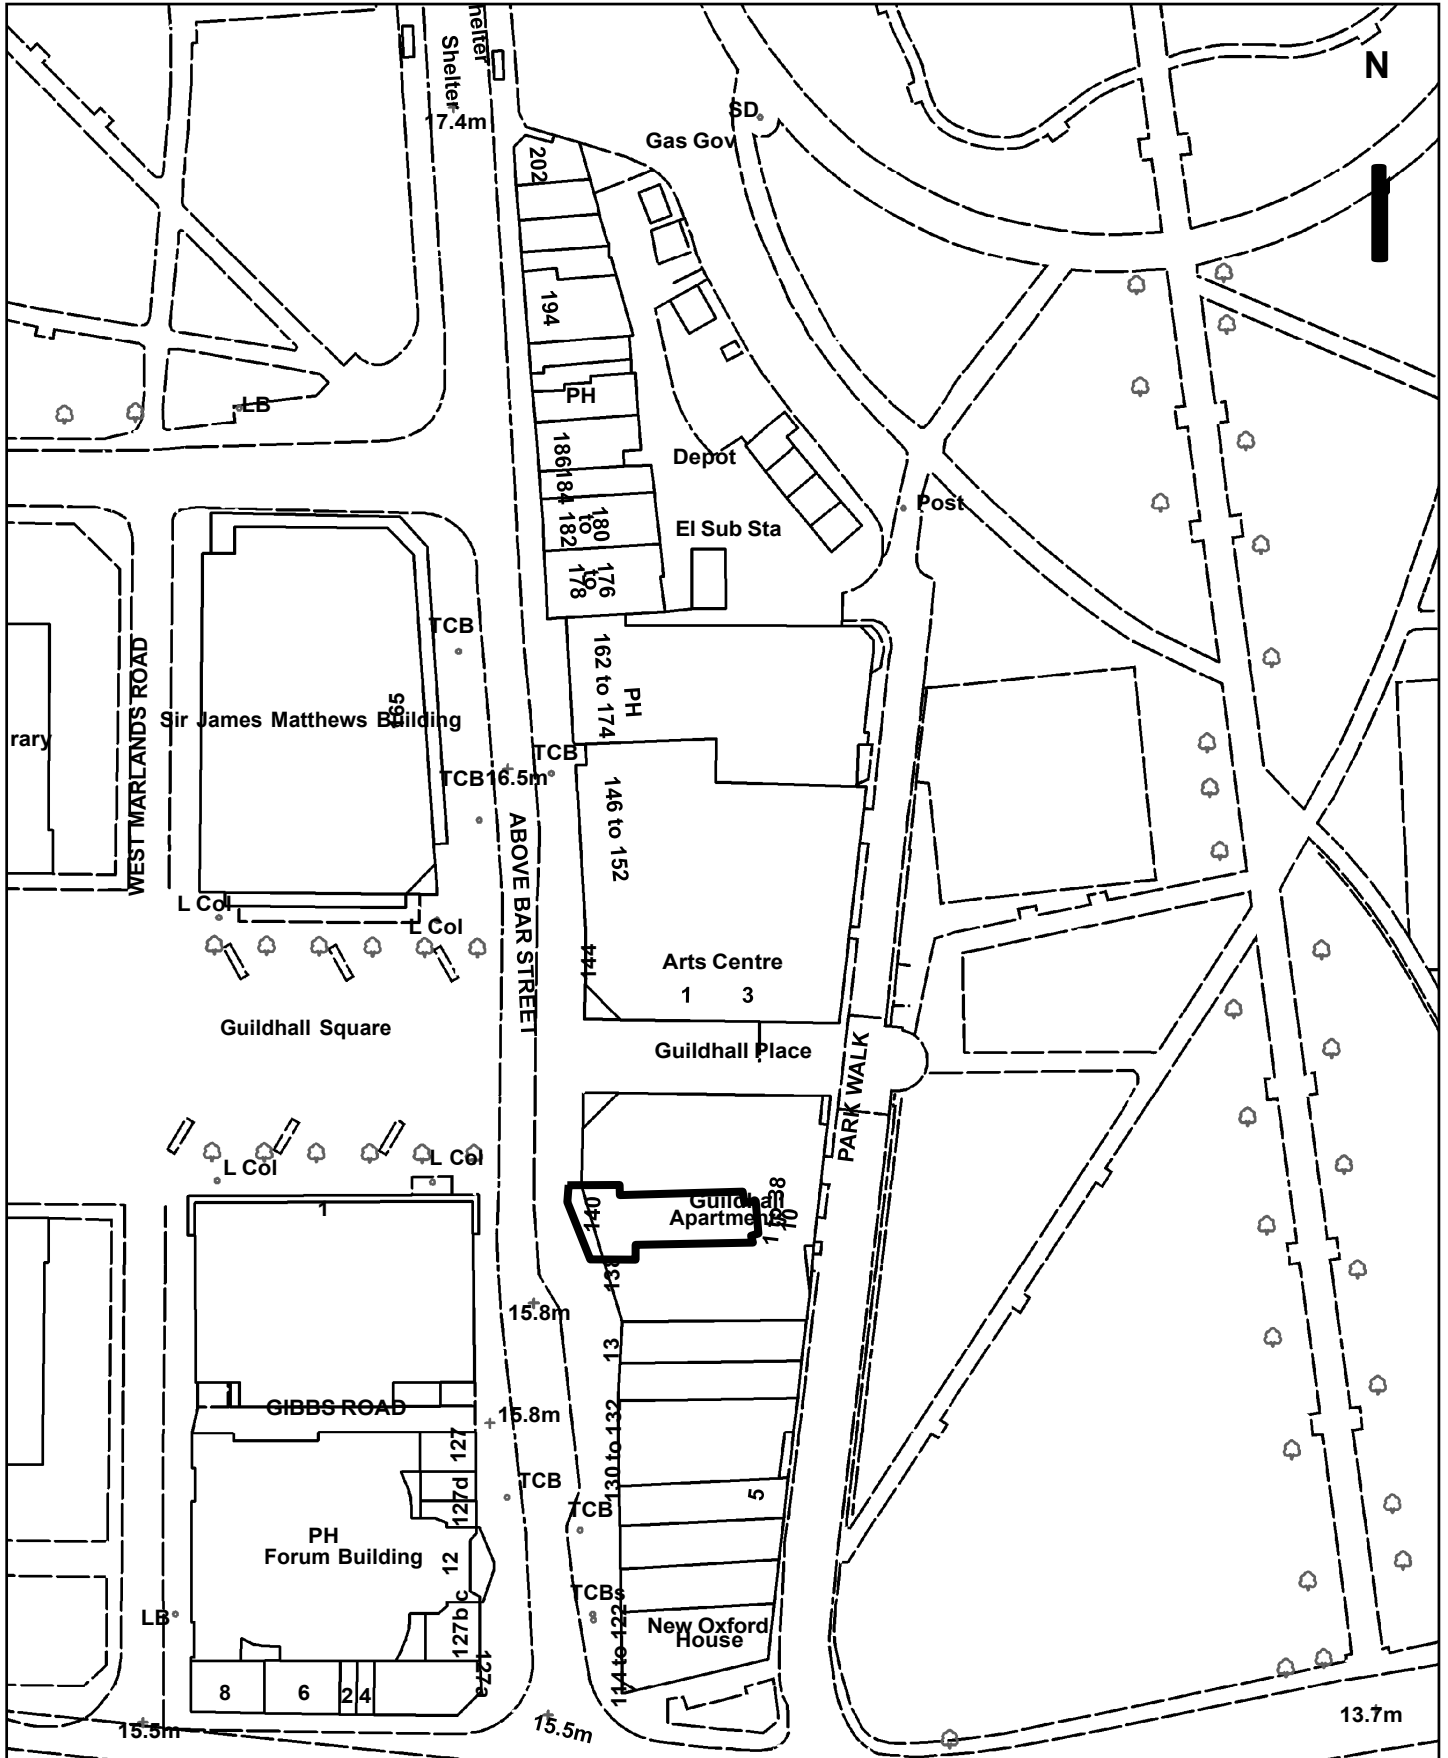 helter
Shelter
N
SD
17.4m
Gas Gov
202
194
PH
LB
186
184
Depot
180
to
182
Post
El Sub Sta
176
to
178
TCB
162 to 174
PH
WEST MARLANDS ROAD
165
Sir James Matthews Building
rary
TCB
TCB
16.5m
146 to 152
ABOVE BAR STREET
L Col
L Col
144
Arts Centre
1
3
Guildhall Square
Guildhall Place
PARK WALK
L Col
L Col
1
140
Guildhall
Apartments
138
15.8m
13
GIBBS ROAD
15.8m
127
130 to 132
TCB
127d
5
TCB
PH
Forum Building
12
c
TCBs
LB
127b
New Oxford
House
114 to 122
127a
8
6
2
4
15.5m
15.5m
13.7m